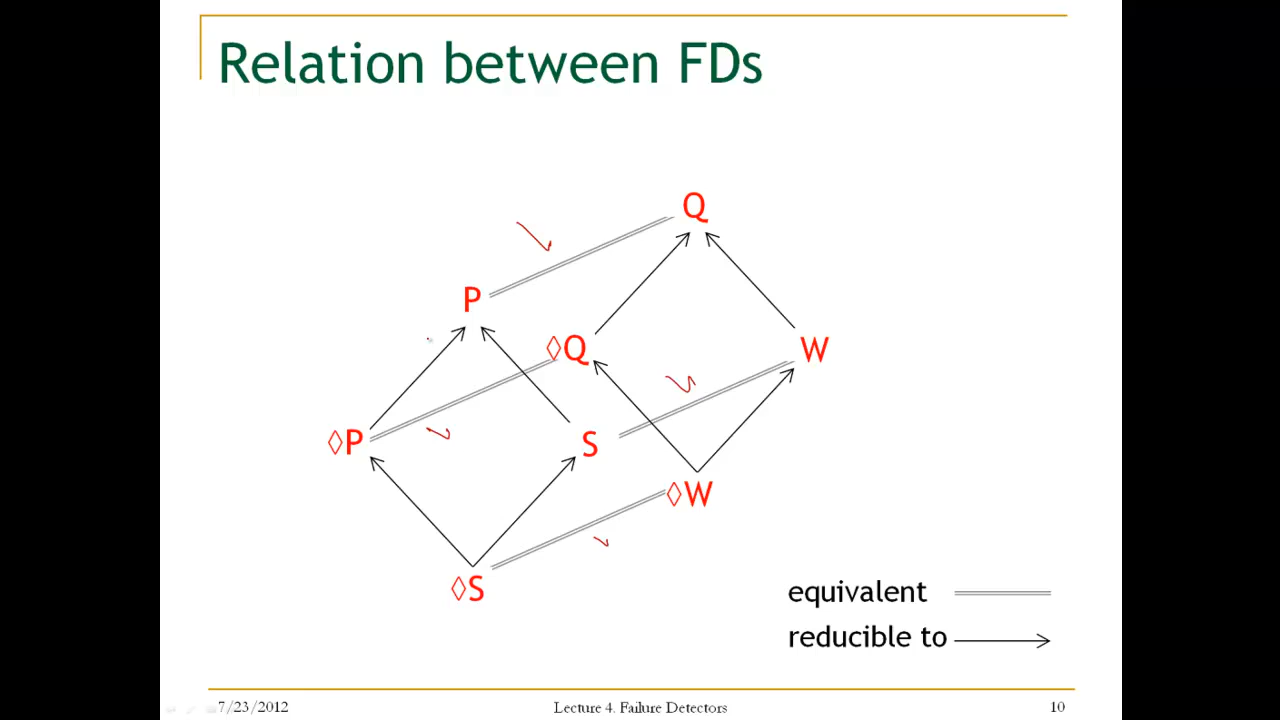 Relation between FDs
Q
P
◊Q
W
◊P
S
◊W
◊S
equivalent
reducible to
7/23/2012
Lecture 4. Failure Detectors
10